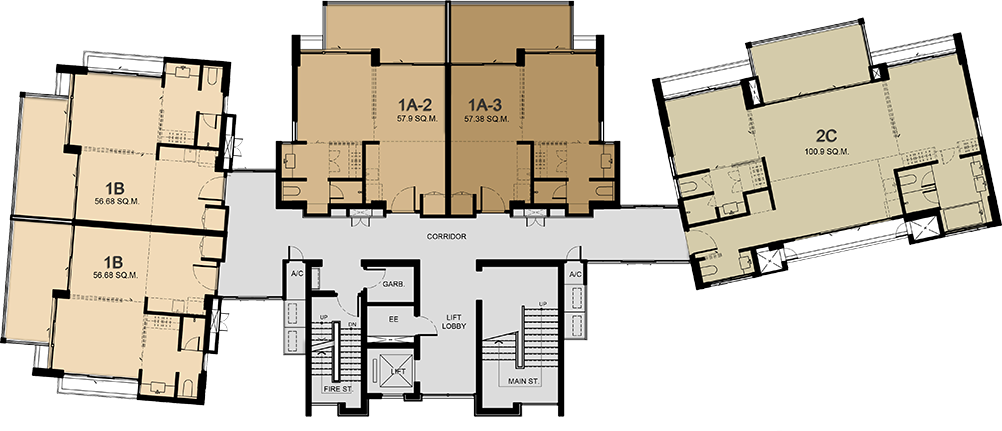 1A-2
57.9 SQ.M.
1A-3
57.38 SQ.M.
2C
100.9 SQ.M.
1B
56.68 SQ.M.
1B
56.68 SQ.M.
CORRIDOR
A/C
GARB.
A/C
UP
DN
EE
LIFT
LOBBY
UP
LIFT
FIRE ST.
MAIN ST.